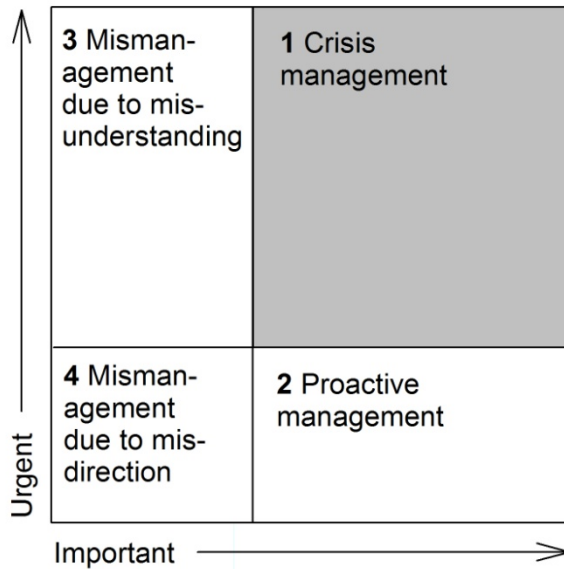 3 Misman-
agement
due to mis-
understanding
1 Crisis
management
4 Misman-
agement
due to mis-
direction
2 Proactive
management
Urgent
Important